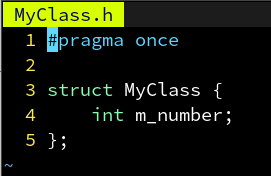 MyClass.h
1 #pragma once
2
3 struct MyClass {
4     int m_number;
5 };
~